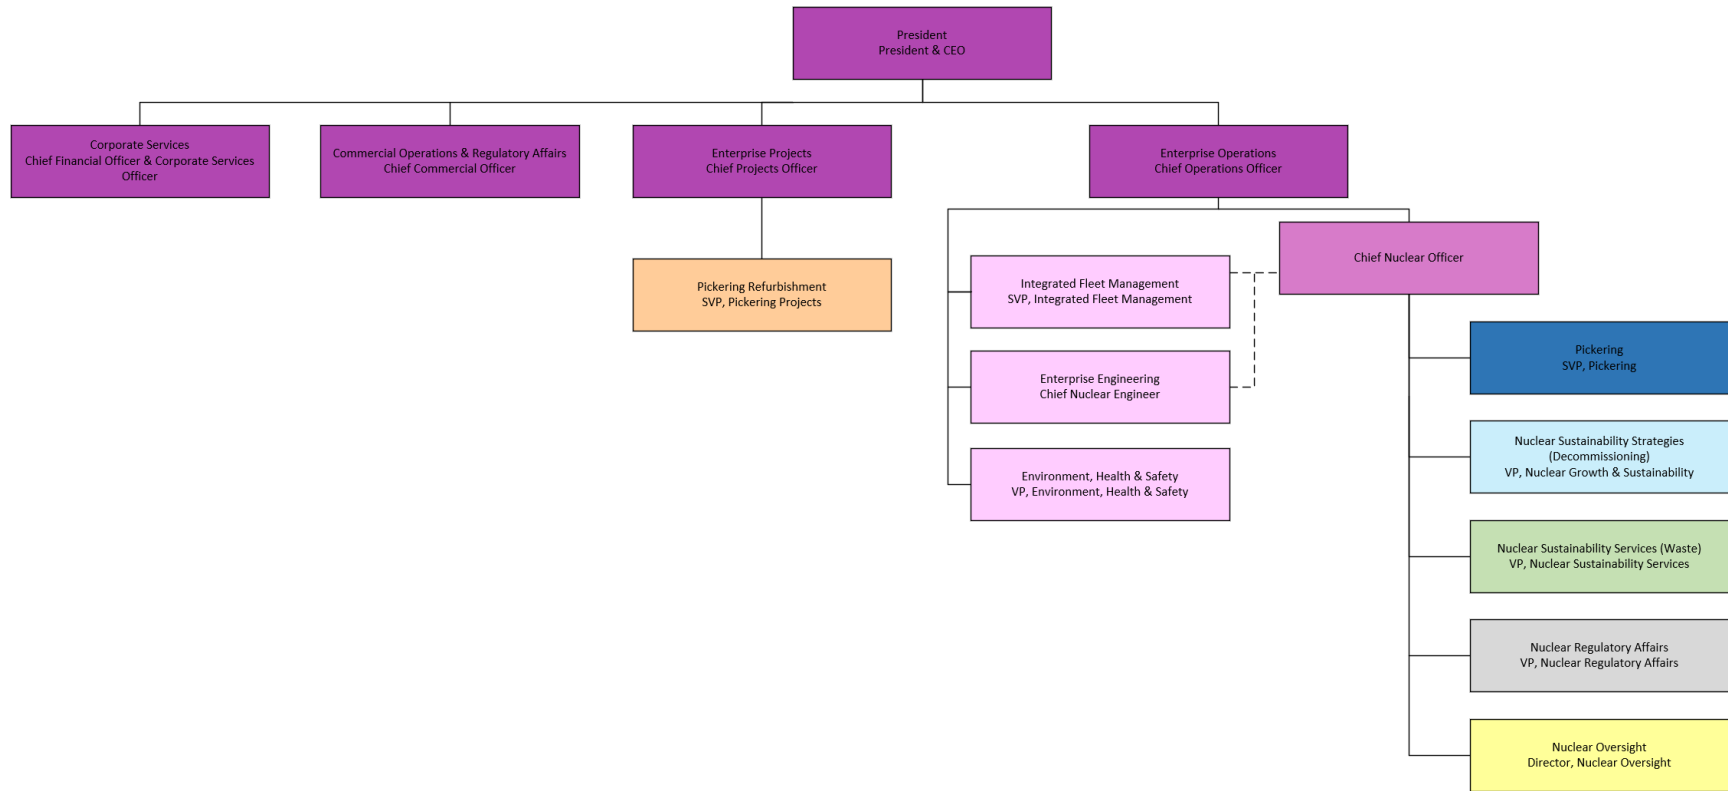 President
President & CEO
Corporate Services
Chief Financial Officer & Corporate Services
Officer
Commercial Operations & Regulatory Affairs
Chief Commercial Officer
Enterprise Projects
Chief Projects Officer
Enterprise Operations
Chief Operations Officer
Pickering Refurbishment
SVP, Pickering Projects
Integrated Fleet Management
SVP, Integrated Fleet Management
Enterprise Engineering
Chief Nuclear Engineer
Environment, Health & Safety
VP, Environment, Health & Safety
Chief Nuclear Officer
Pickering
SVP, Pickering
Nuclear Sustainability Strategies
(Decommissioning)
VP, Nuclear Growth & Sustainability
Nuclear Sustainability Services (Waste)
VP, Nuclear Sustainability Services
Nuclear Regulatory Affairs
VP, Nuclear Regulatory Affairs
Nuclear Oversight
Director, Nuclear Oversight